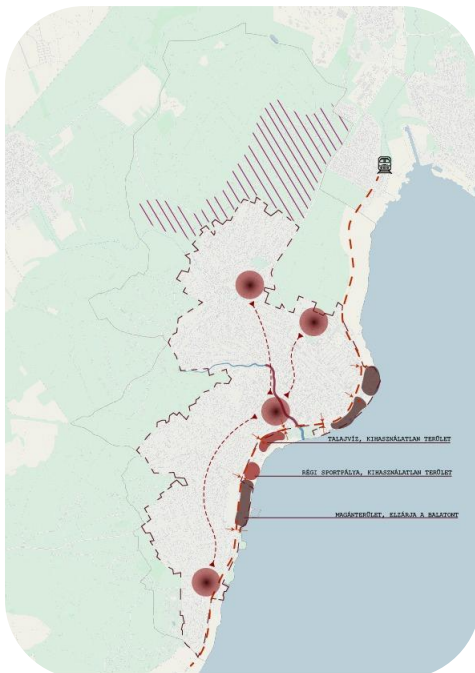 TALAJVÍZ, KIHASZNÁLATLAN TERÜLET
RÉGI SPORTPÁLYA, KIHASZNÁLATLAN TERÜLET
MAGÁNTERÜLET, ELZÁRJA A BALATONT